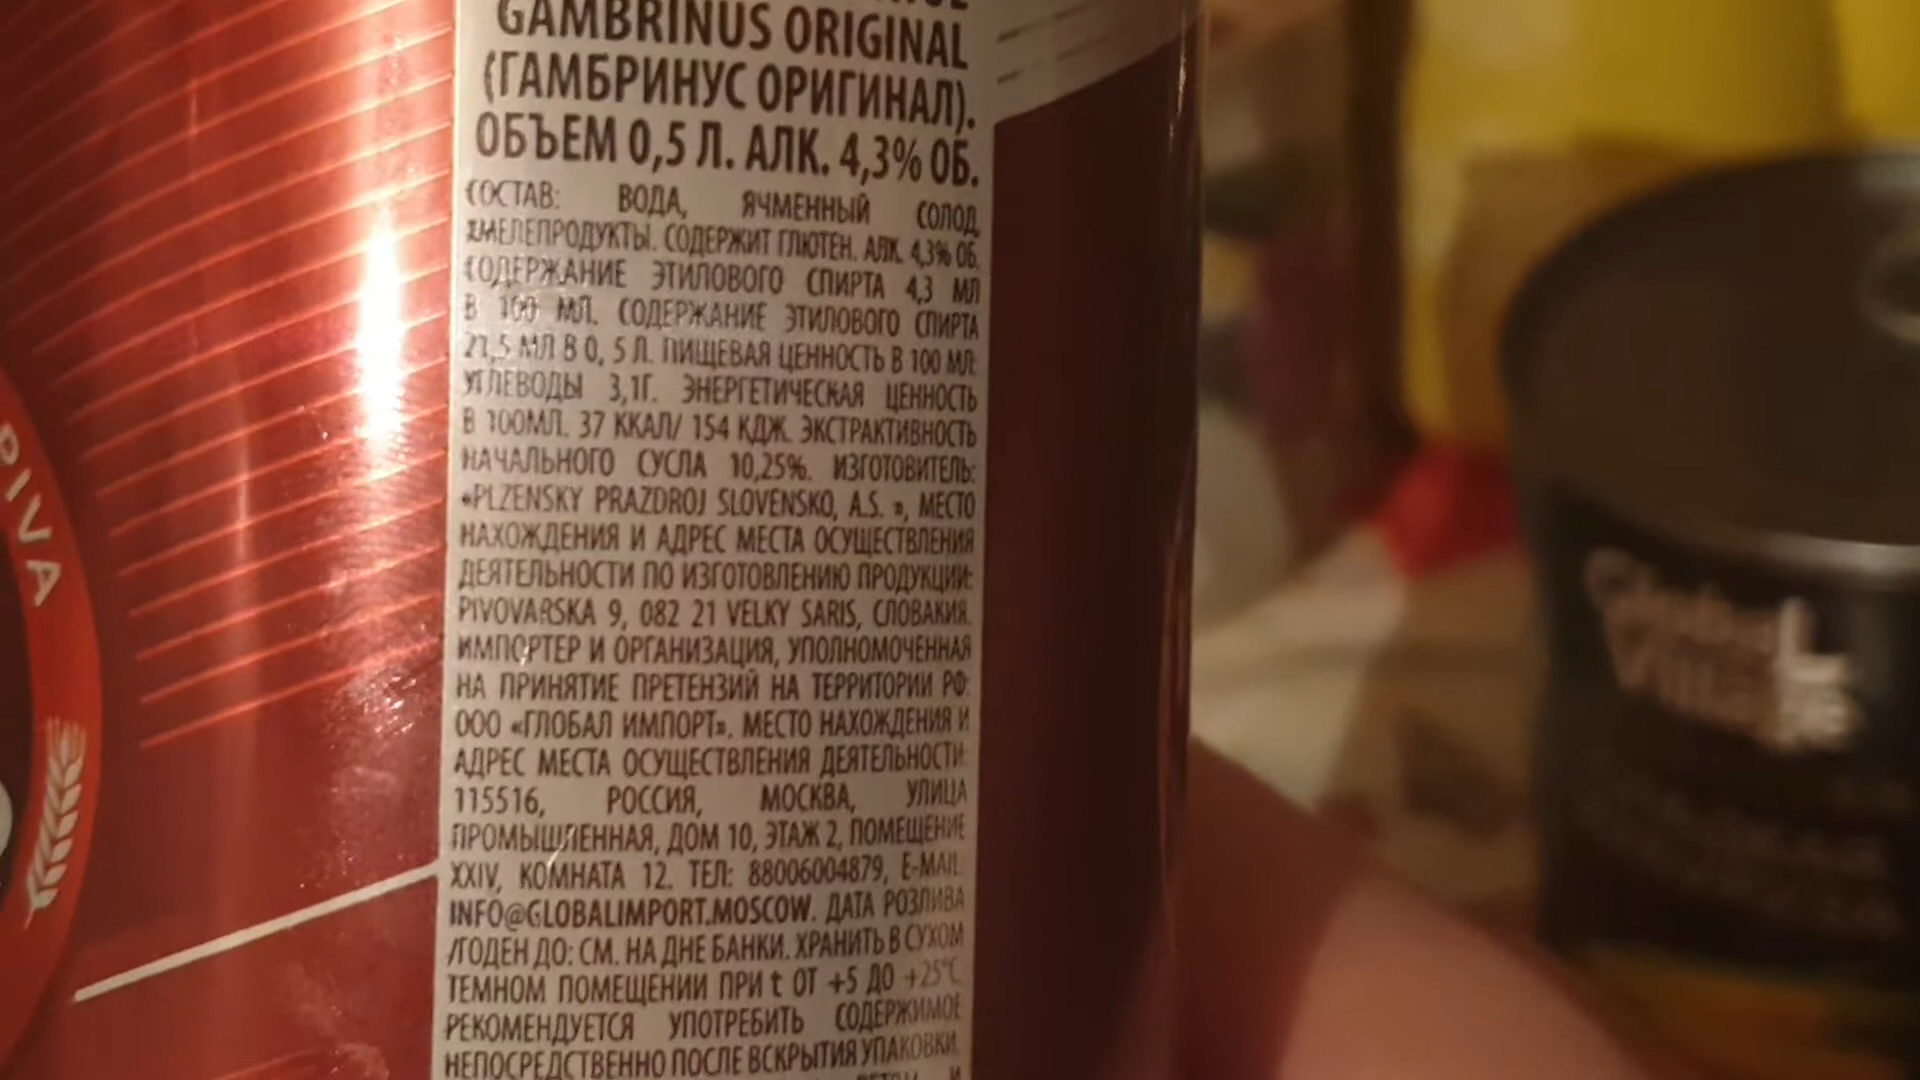 GAMBRINUS ORIGINAL
(ГАМБРИНУС ОРИГИНАЛ).
ОБЪЕМ 0,5 Л. АЛК. 4,3% ОБ.
СОСТАВ: ВОДА, ЯЧМЕННЫЙ СОЛОД,
ХМЕЛЕПРОДУКТЫ. СОДЕРЖИТ ГЛЮТЕН. АЛК. 4,3% ОБ.
СОДЕРЖАНИЕ ЭТИЛОВОГО СПИРТА 4,3 МЛ
В 100 МЛ. СОДЕРЖАНИЕ ЭТИЛОВОГО СПИРТА
21,5 МЛ В 0, 5 Л. ПИЩЕВАЯ ЦЕННОСТЬ В 100 МЛ:
УГЛЕВОДЫ 3,1Г. ЭНЕРГЕТИЧЕСКАЯ ЦЕННОСТЬ
В 100МЛ. 37 ККАЛ/ 154 КДЖ. ЭКСТРАКТИВНОСТЬ
НАЧАЛЬНОГО СУСЛА 10,25%. ИЗГОТОВИТЕЛЬ:
«PLZENSKY PRAZDROJ SLOVENSKO, A.S. », МЕСТО
НАХОЖДЕНИЯ И АДРЕС МЕСТА ОСУЩЕСТВЛЕНИЯ
ДЕЯТЕЛЬНОСТИ ПО ИЗГОТОВЛЕНИЮ ПРОДУКЦИИ:
PIVOVARSKA 9, 082 21 VELKY SARIS, СЛОВАКИЯ.
ИМПОРТЕР И ОРГАНИЗАЦИЯ, УПОЛНОМОЧЕННАЯ
НА ПРИНЯТИЕ ПРЕТЕНЗИЙ НА ТЕРРИТОРИИ РФ:
ООО «ГЛОБАЛ ИМПОРТ». МЕСТО НАХОЖДЕНИЯ И
АДРЕС МЕСТА ОСУЩЕСТВЛЕНИЯ ДЕЯТЕЛЬНОСТИ:
115516, РОССИЯ, МОСКВА, УЛИЦА
ПРОМЫШЛЕННАЯ, ДОМ 10, ЭТАЖ 2, ПОМЕЩЕНИЕ
XXIV, КОМНАТА 12. ТЕЛ: 88006004879, E-MAIL:
INFO@GLOBALIMPORT.MOSCOW. ДАТА РОЗЛИВА
/ГОДЕН ДО: СМ. НА ДНЕ БАНКИ. ХРАНИТЬ В СУХОМ
ТЕМНОМ ПОМЕЩЕНИИ ПРИ t ОТ +5 ДО +25°C
РЕКОМЕНДУЕТСЯ УПОТРЕБИТЬ СОДЕРЖИМОЕ
НЕПОСРЕДСТВЕННО ПОСЛЕ ВСКРЫТИЯ УПАКОВКИ.
PIVA
Global
Village